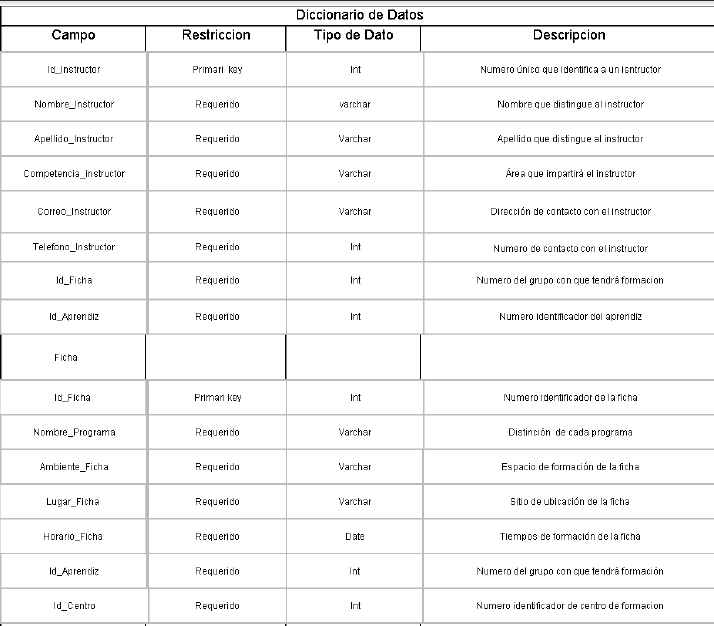 Diccionario de Datos
Campo Restriccion Tipo de Dato Descripcion
Id_Instructor Primari key Int Numero único que identifica a un isntructor
Nombre_Instructor Requerido varchar Nombre que distingue al instructor
Apellido_Instructor Requerido Varchar Apellido que distingue al instructor
Competencia_instructor Requerido Varchar Área que impartirá el instructor
Correo_Instructor Requerido Varchar Dirección de contacto con el instructor
Telefono_Instructor Requerido Int Numero de contacto con el instructor
Id_Ficha Requerido Int Numero del grupo con que tendrá formacion
Id_Aprendiz Requerido Int Numero identificador del aprendiz
Ficha
Id_Ficha Primari key Int Numero identificador de la ficha
Nombre_Programa Requerido Varchar Distinción de cada programa
Ambiente_Ficha Requerido Varchar Espacio de formación de la ficha
Lugar_Ficha Requerido Varchar Sitio de ubicación de la ficha
Horario_Ficha Requerido Date Tiempos de formación de la ficha
Id_Aprendiz Requerido Int Numero del grupo con que tendrá formación
Id_Centro Requerido Int Numero identificador de centro de formacion